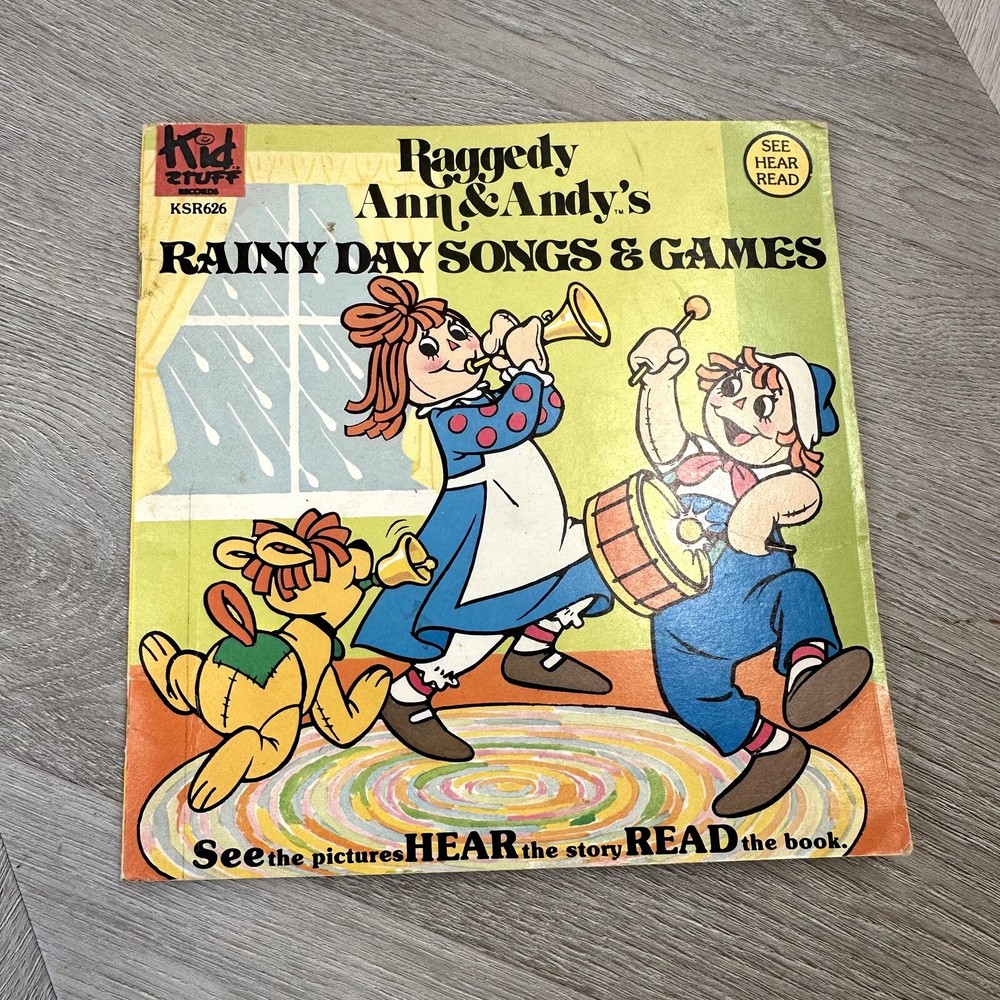 Kid
STUFF
RECORDS
KSR626
Raggedy
Ann & Andy's
TM
RAINY DAY SONGS & GAMES
SEE
HEAR
READ
See the pictures HEAR the story READ the book.